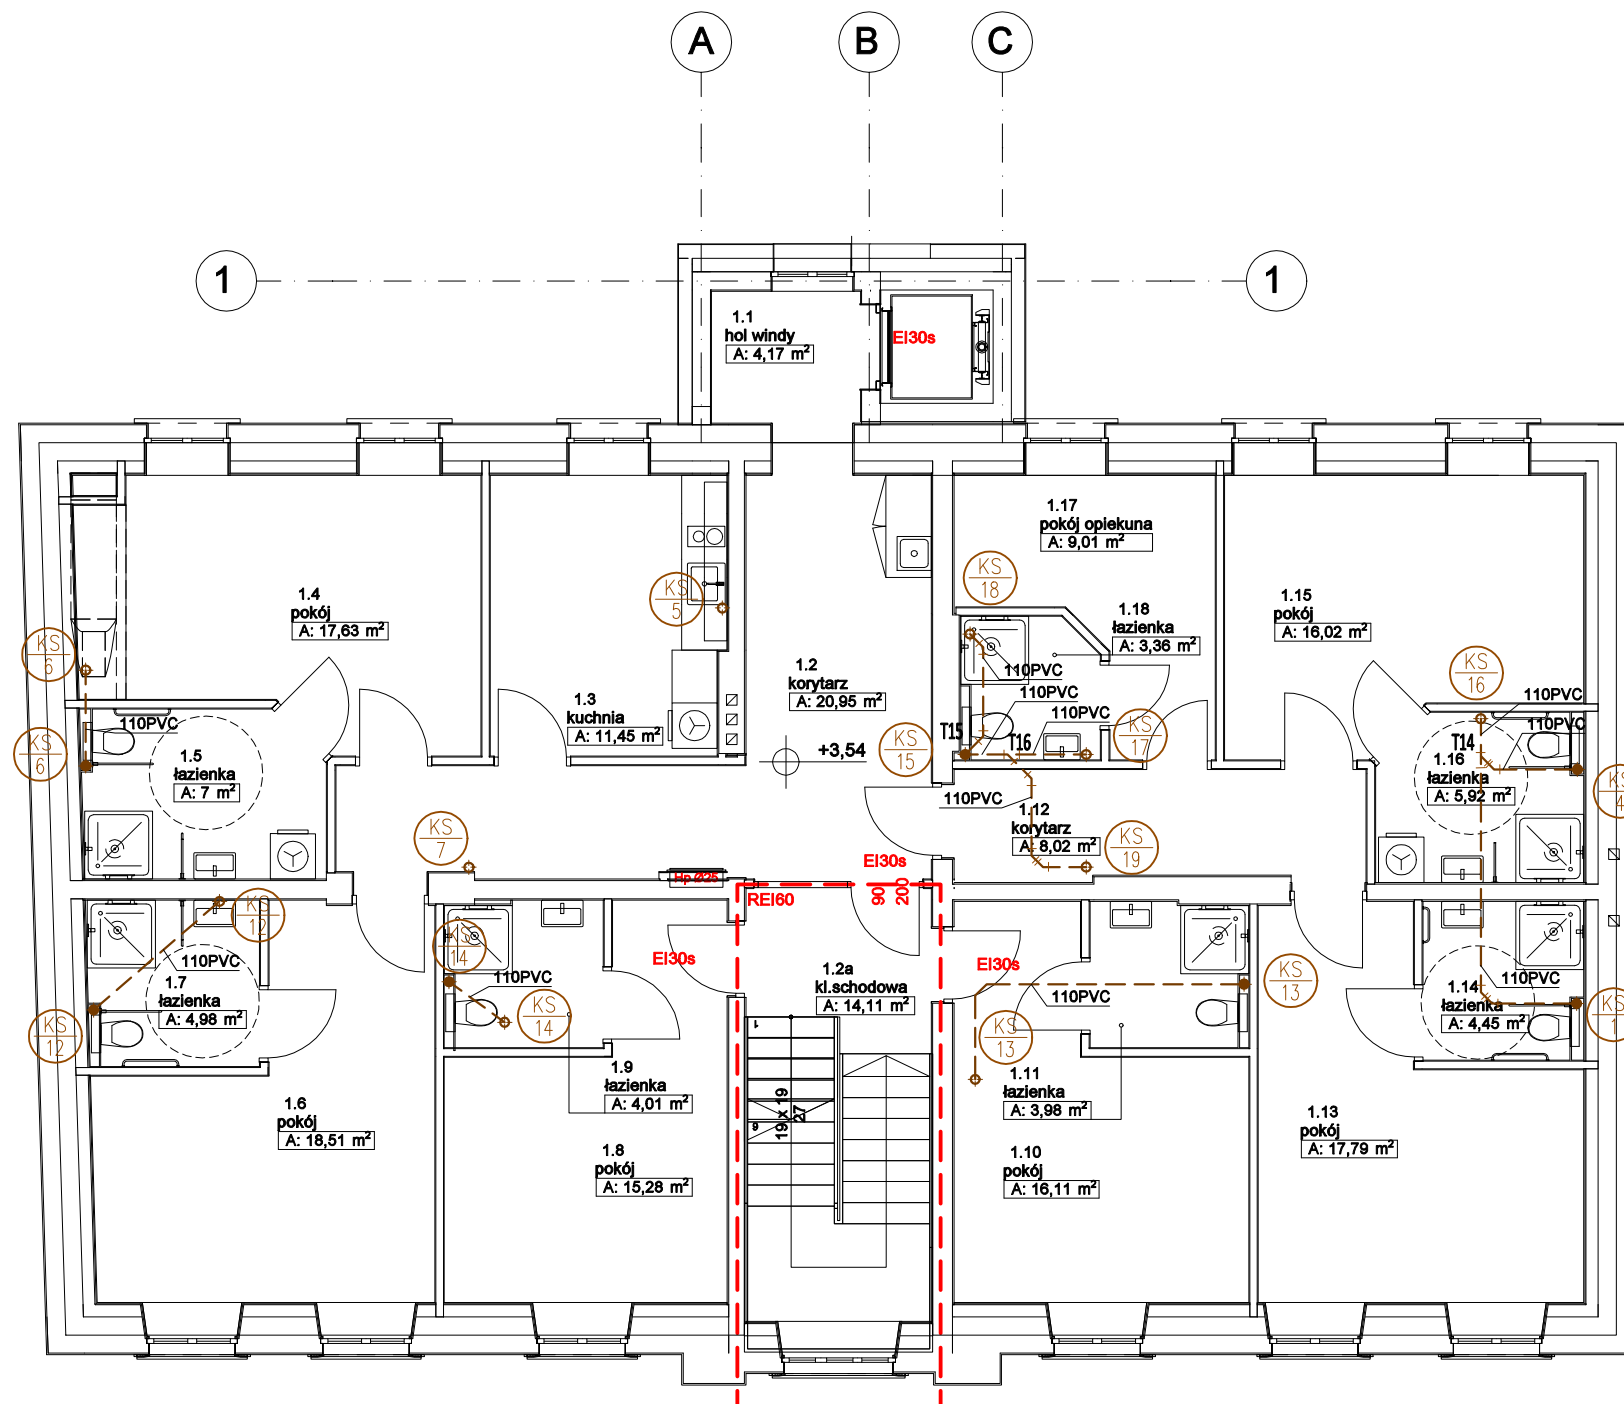 A
B
C
1
1
1.1
hol windy
A: 4,17 m²
EI30s
1.17
pokój opiekuna
A: 9,01 m²
KS
18
1.4
pokój
A: 17,63 m²
KS
5
1.15
pokój
A: 16,02 m²
1.18
łazienka
A: 3,36 m²
KS
6
110PVC
1.2
korytarz
A: 20,95 m²
KS
16
110PVC
110PVC
110PVC
1.3
kuchnia
A: 11,45 m²
110PVC
110PVC
KS
6
1.5
łazienka
A: 7 m²
+3,54
KS
15
T15
T16
KS
17
T14
1.16
łazienka
A: 5,92 m²
KS
4
110PVC
1.12
korytarz
A: 8,02 m²
KS
7
KS
19
EI30s
Hp Ø25
REI60
90
200
KS
12
KS
14
110PVC
EI30s
EI30s
110PVC
1.2a
kl.schodowa
A: 14,11 m²
KS
13
110PVC
110PVC
1.7
łazienka
A: 4,98 m²
1.14
łazienka
A: 4,45 m²
KS
12
KS
14
KS
13
KS
1
1
1.9
łazienka
A: 4,01 m²
1.11
łazienka
A: 3,98 m²
1.6
pokój
A: 18,51 m²
19 x 19
27
9
1.13
pokój
A: 17,79 m²
1.8
pokój
A: 15,28 m²
1.10
pokój
A: 16,11 m²